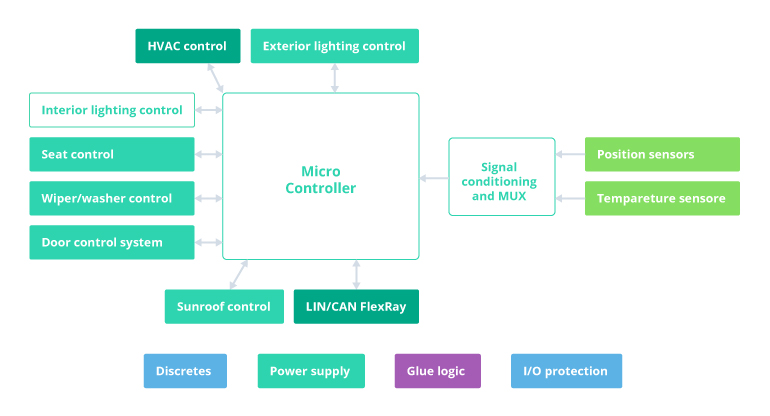 HVAC control
Exterior lighting control
Interior lighting control
Seat control
Wiper/washer control
Door control system
Micro
Controller
Signal
conditioning
and MUX
Position sensors
Tempareture sensore
Sunroof control
LIN/CAN FlexRay
Discretes
Power supply
Glue logic
I/O protection